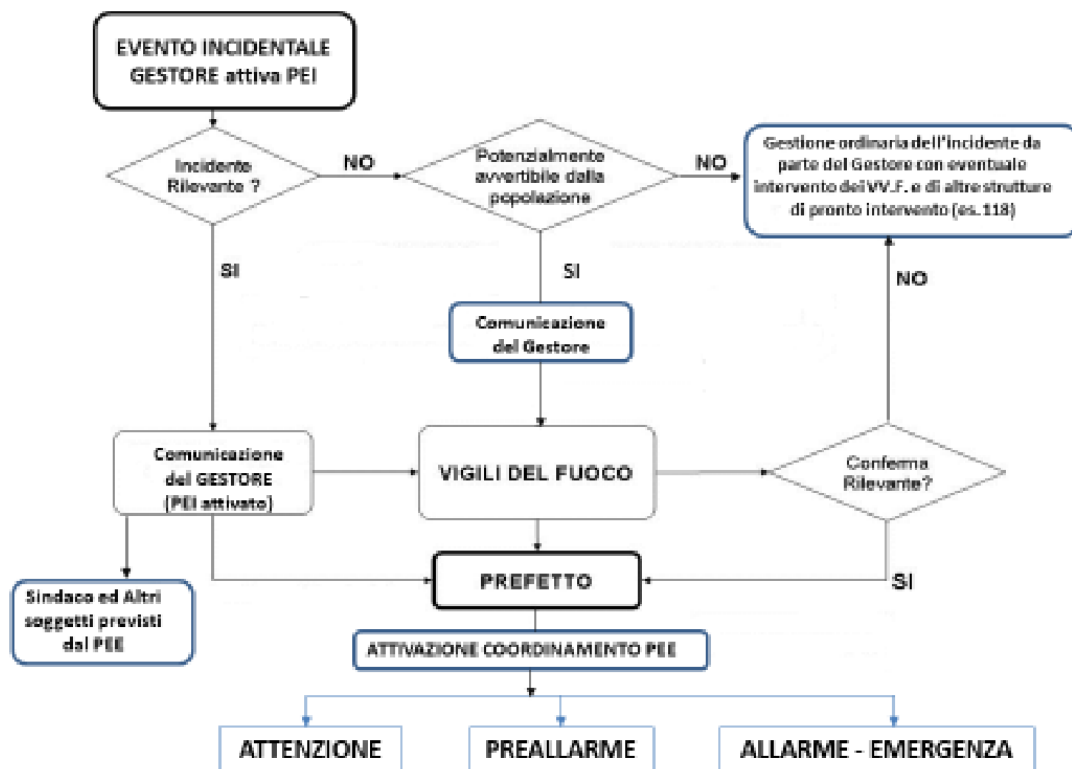 EVENTO INCIDENTALE
GESTORE attiva PEI
Incidente
Rilevante ?
NO
Potenzialmente
avvertibile dalla
popolazione
NO
Gestione ordinaria dell'incidente da
parte del Gestore con eventuale
intervento dei VV.F. e di altre strutture
di pronto intervento (es.118)
SI
SI
NO
Comunicazione
del Gestore
Comunicazione
del GESTORE
(PEI attivato)
VIGILI DEL FUOCO
Conferma
Rilevante?
Sindaco ed Altri
soggetti previsti
dal PEE
PREFETTO
SI
ATTIVAZIONE COORDINAMENTO PEE
ATTENZIONE
PREALLARME
ALLARME - EMERGENZA